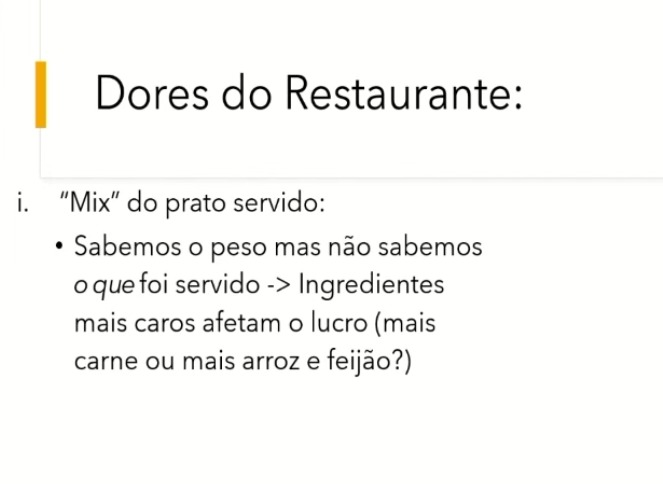 Dores do Restaurante:
i. “Mix” do prato servido:
• Sabemos o peso mas não sabemos
o que foi servido -> Ingredientes
mais caros afetam o lucro (mais
carne ou mais arroz e feijão?)